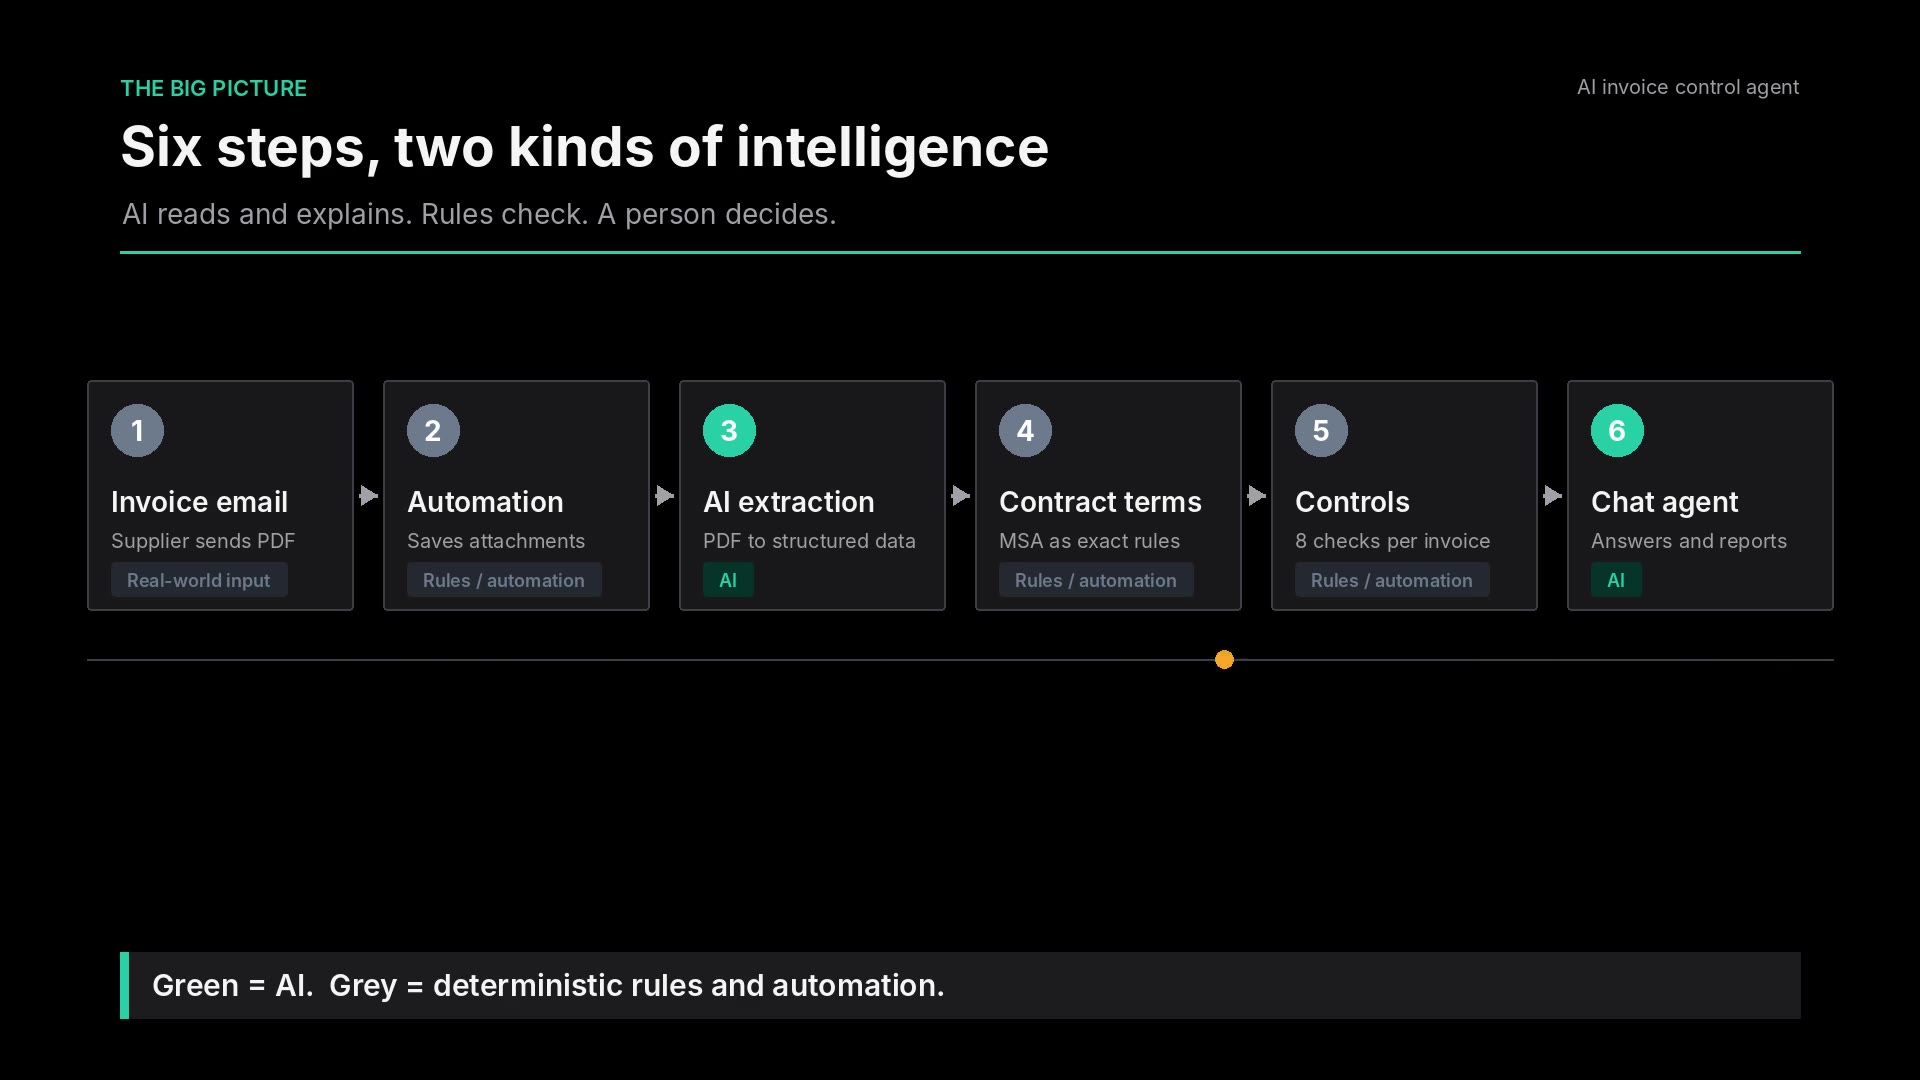 THE BIG PICTURE
AI invoice control agent
Six steps, two kinds of intelligence
AI reads and explains. Rules check. A person decides.
1
Invoice email
Supplier sends PDF
Real-world input
2
Automation
Saves attachments
Rules / automation
3
AI extraction
PDF to structured data
AI
4
Contract terms
MSA as exact rules
Rules / automation
5
Controls
8 checks per invoice
Rules / automation
6
Chat agent
Answers and reports
AI
Green = AI.  Grey = deterministic rules and automation.